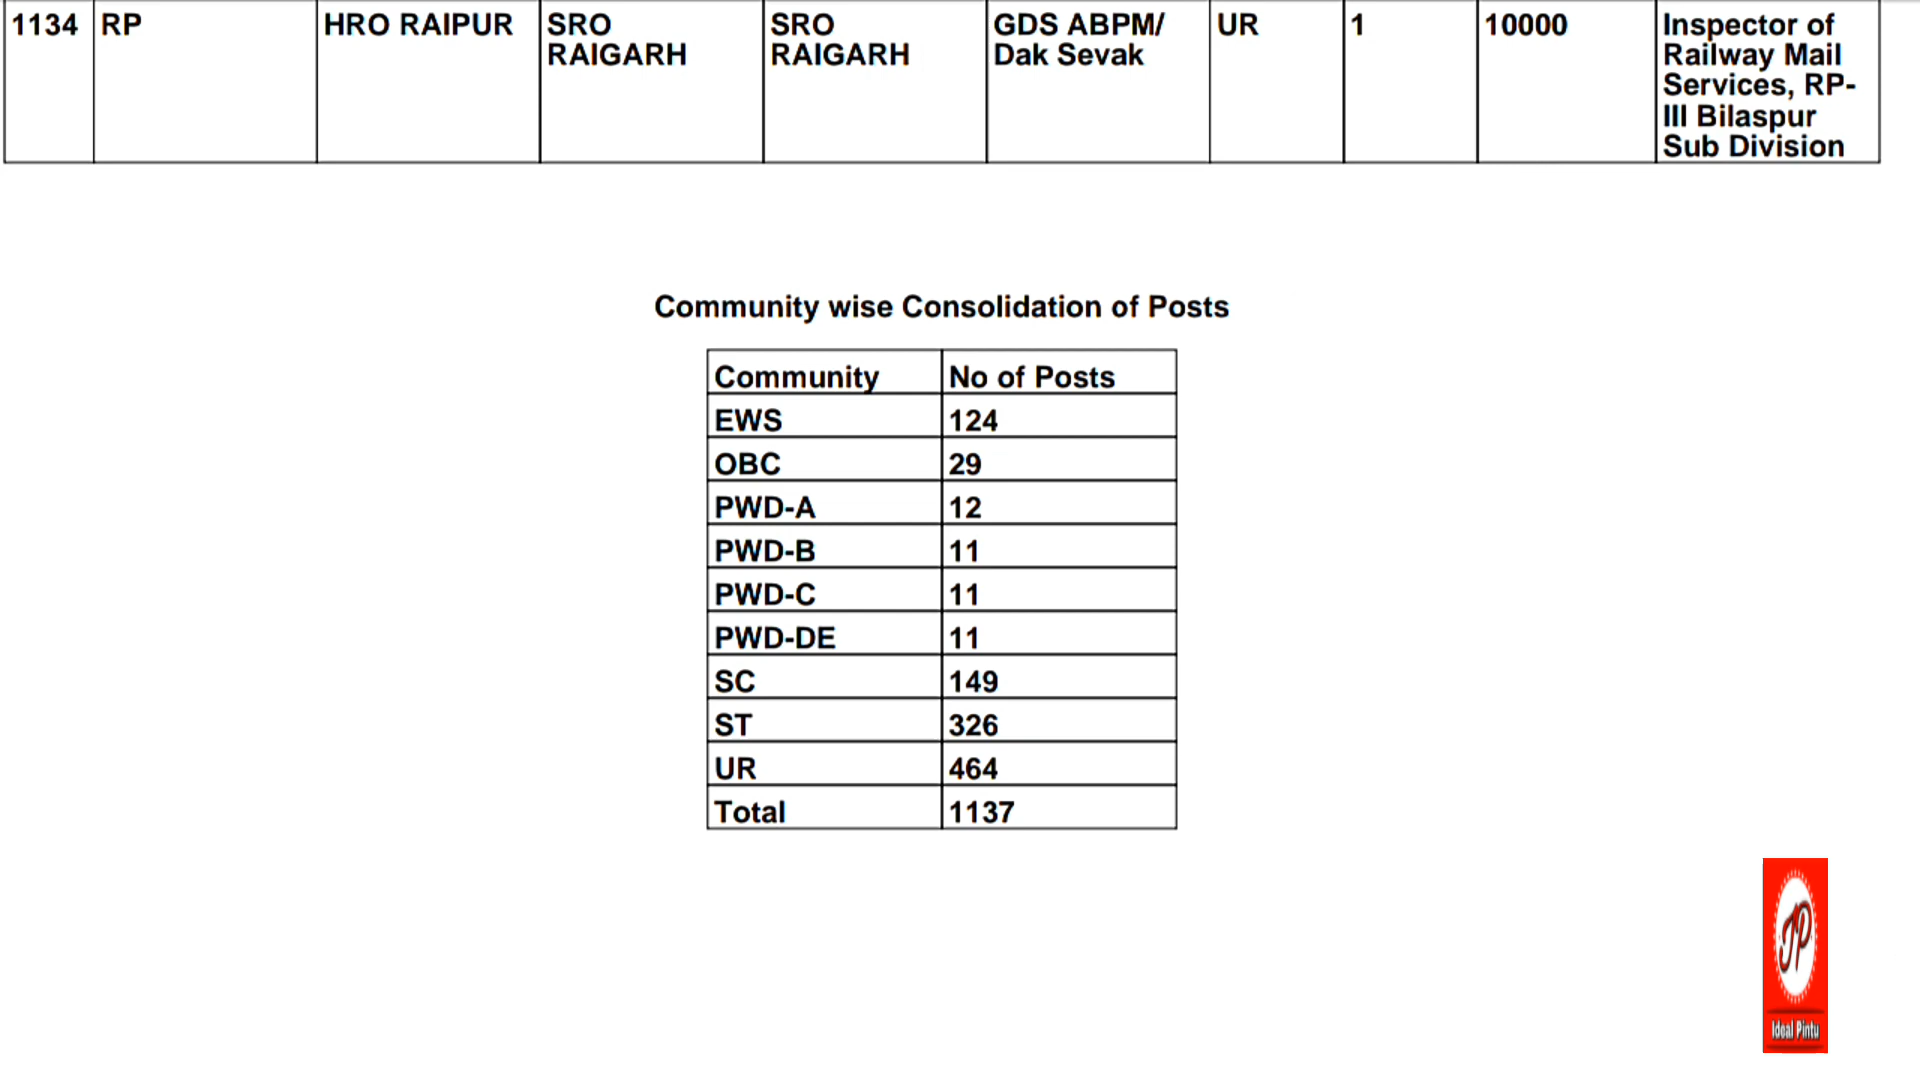 1134 RP HRO RAIPUR SRO RAIGARH SRO RAIGARH GDS ABPM/ Dak Sevak UR 1 10000 Inspector of Railway Mail Services, RP-III Bilaspur Sub Division
Community wise Consolidation of Posts
Community No of Posts
EWS 124
OBC 29
PWD-A 12
PWD-B 11
PWD-C 11
PWD-DE 11
SC 149
ST 326
UR 464
Total 1137
IP
Ideal Pintu